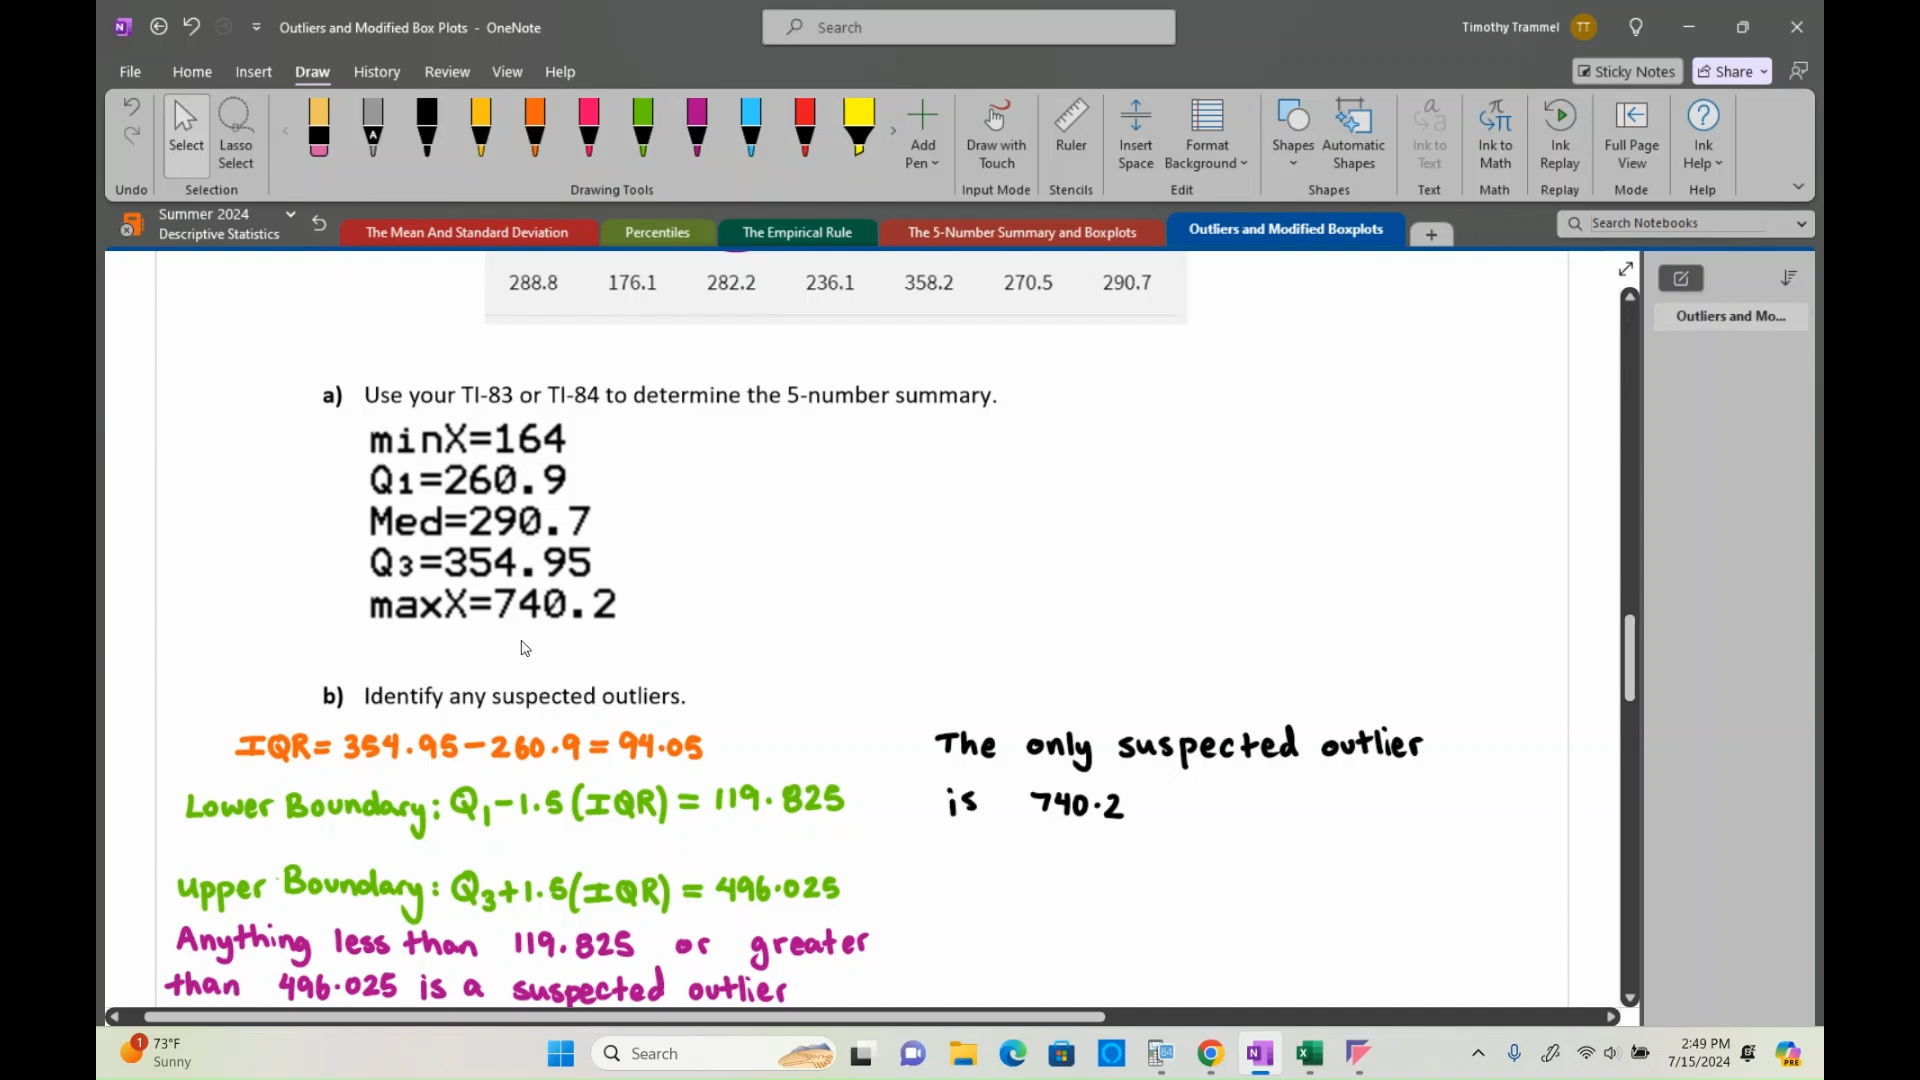 Outliers and Modified Box Plots - OneNote
Search
Timothy Trammel
TT
File Home Insert Draw History Review View Help
Sticky Notes
Share
Select
Lasso Select
Add Pen
Draw with Touch
Ruler
Insert Space
Format Background
Shapes
Automatic Shapes
Ink to Text
Ink to Math
Ink Replay
Full Page View
Ink Help
Undo Selection Drawing Tools Input Mode Stencils Edit Shapes Text Math Replay Mode Help
Summer 2024
Descriptive Statistics
The Mean And Standard Deviation
Percentiles
The Empirical Rule
The 5-Number Summary and Boxplots
Outliers and Modified Boxplots
Search Notebooks
Outliers and Mo...
288.8 176.1 282.2 236.1 358.2 270.5 290.7
a) Use your TI-83 or TI-84 to determine the 5-number summary.
minX=164
Q1=260.9
Med=290.7
Q3=354.95
maxX=740.2
b) Identify any suspected outliers.
IQR= 354.95-260.9 = 94.05
Lower Boundary: Q1-1.5(IQR) = 119.825
Upper Boundary: Q3+1.5(IQR) = 496.025
Anything less than 119.825 or greater
than 496.025 is a suspected outlier
The only suspected outlier
is 740.2
1
73°F
Sunny
Search
84
2:49 PM
7/15/2024
PRE